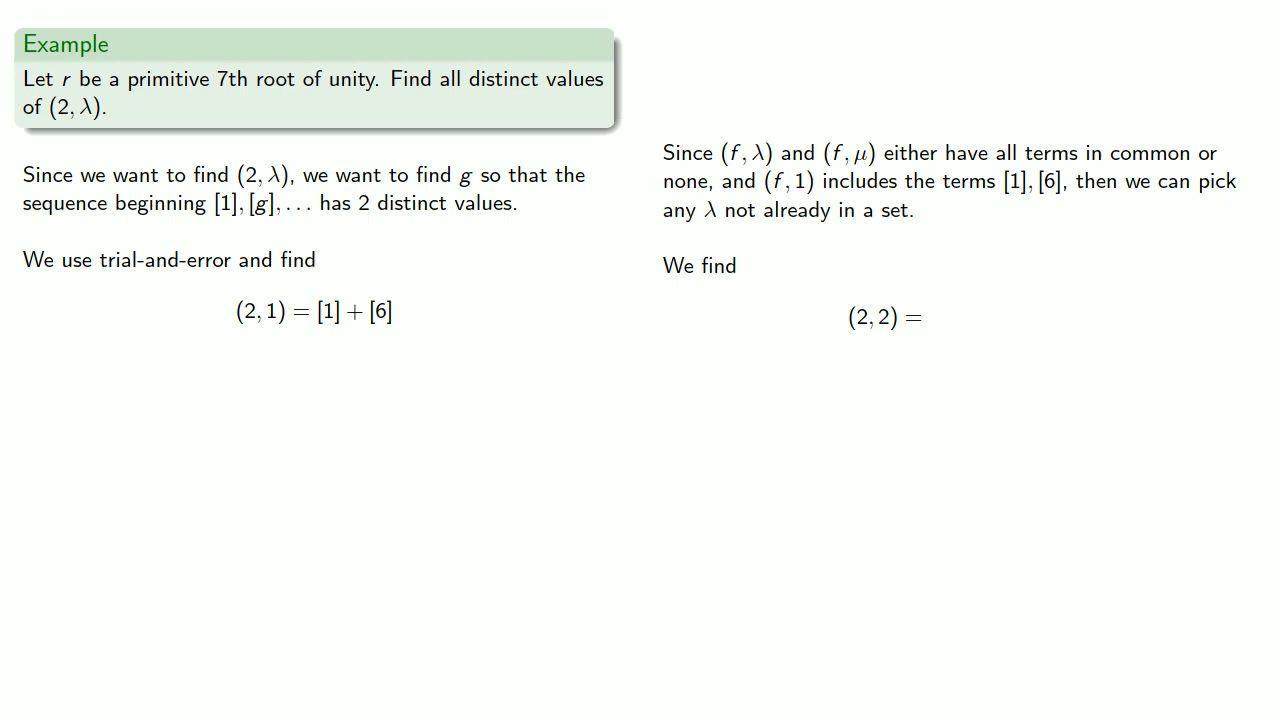 Example
Let r be a primitive 7th root of unity. Find all distinct values
of (2, λ).
Since we want to find (2, λ), we want to find g so that the
sequence beginning [1], [g], . . . has 2 distinct values.
We use trial-and-error and find
(2, 1) = [1] + [6]
Since (f, λ) and (f, μ) either have all terms in common or
none, and (f, 1) includes the terms [1], [6], then we can pick
any λ not already in a set.
We find
(2, 2) =